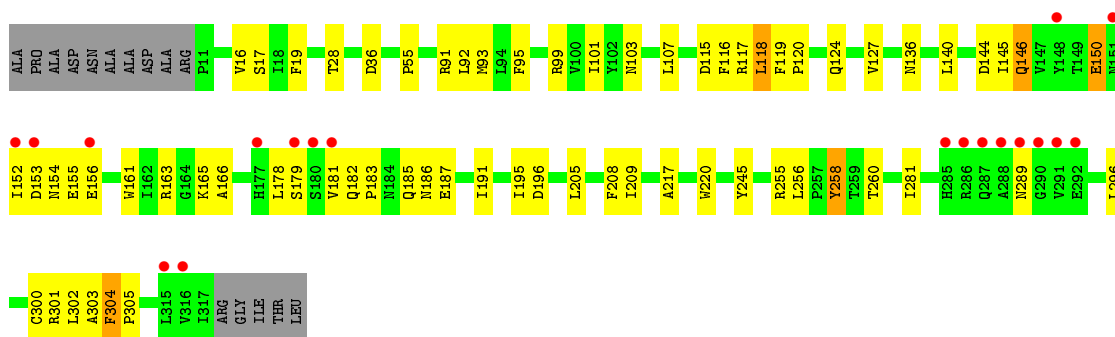 ALA PRO ASP ASN ALA ALA ASP ALA ARG P11 V16 S17 I18 F19 T28 D36 P55 R91 L92 M93 L94 F95 R99 V100 I101 Y102 N103 L107 D115 F116 R117 L118 F119 P120 Q124 V127 N136 L140 D144 I145 Q146 V147 Y148 T149 E150 N151
I152 D153 N154 E155 E156 W161 I162 R163 G164 K165 A166 H177 L178 S179 S180 V181 Q182 P183 N184 Q185 N186 E187 I191 I195 D196 L205 F208 I209 A217 W220 Y245 R255 L256 P257 Y258 T259 T260 I281 H285 R286 Q287 A288 N289 G290 V291 E292
C300 R301 L302 A303 F304 P305 L315 V316 I317 ARG GLY ILE THR LEU